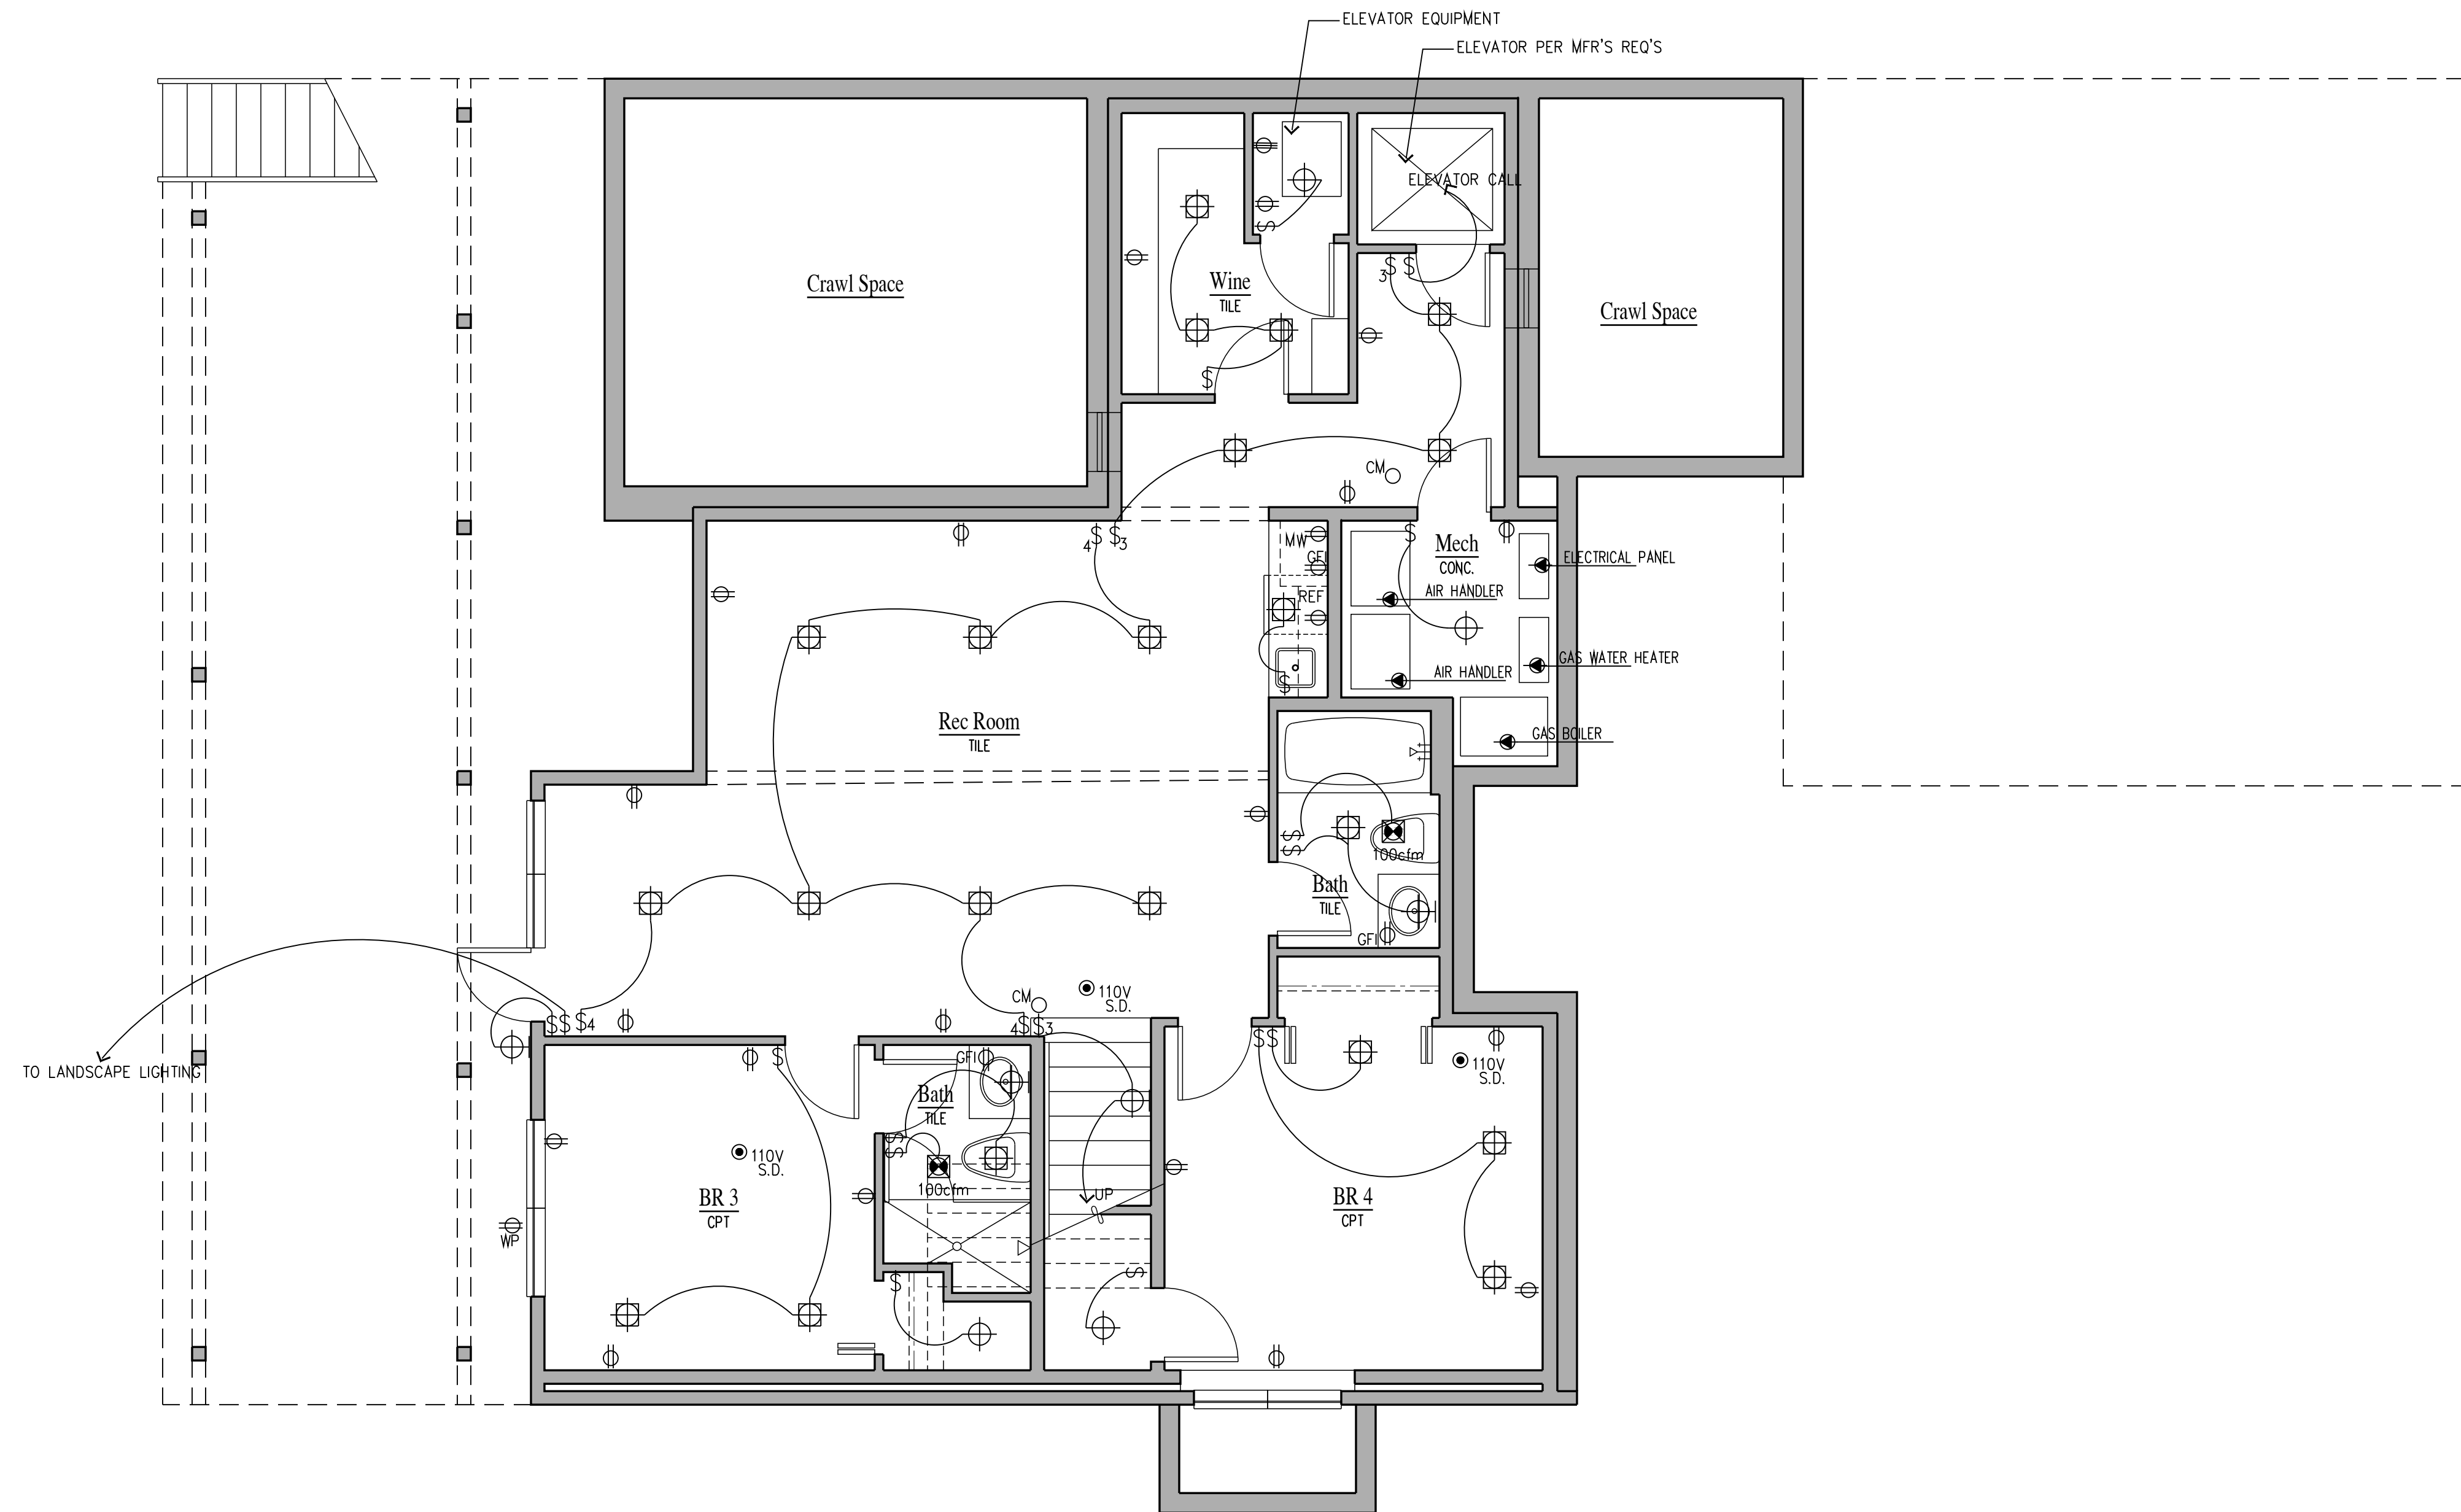 ELEVATOR EQUIPMENT
ELEVATOR PER MFR'S REQ'S
ELEVATOR CALL
$
Crawl Space
Wine
TILE
3 $ $
Crawl Space
$
CM
4 $ $ 3
MW
GFI
REF
$
$
Mech
CONC.
ELECTRICAL PANEL
AIR HANDLER
GAS WATER HEATER
AIR HANDLER
GAS BOILER
Rec Room
TILE
$
$
100cfm
Bath
TILE
GFI
CM
110V
S.D.
$ $ $ 4
4 $ $ 3
TO LANDSCAPE LIGHTING
$
GFI
Bath
TILE
$
$
100cfm
$ $
110V
S.D.
110V
S.D.
BR 3
CPT
UP
BR 4
CPT
WP
$
$